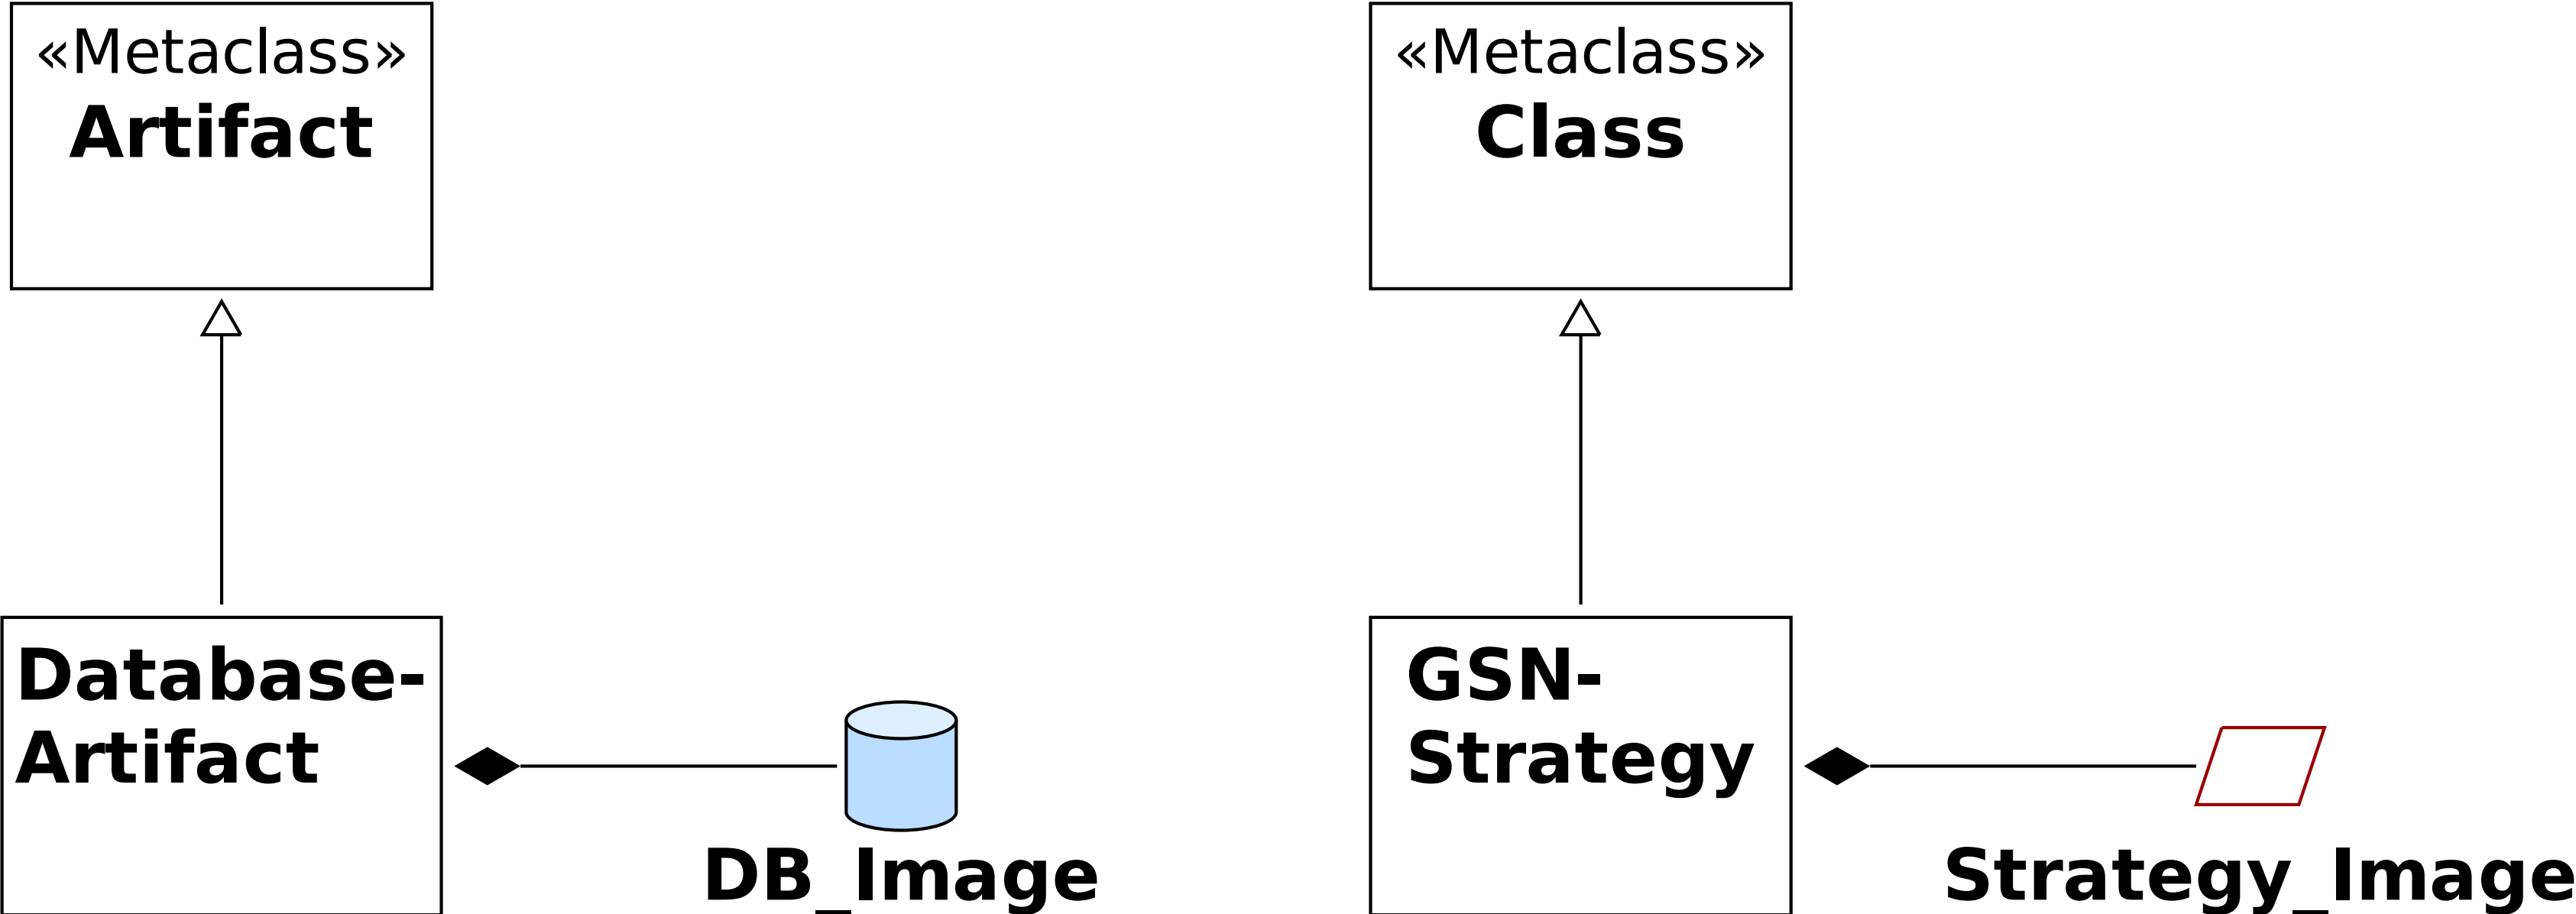 «Metaclass»
Artifact
«Metaclass»
Class
Database-
Artifact
DB_Image
GSN-
Strategy
Strategy_Image